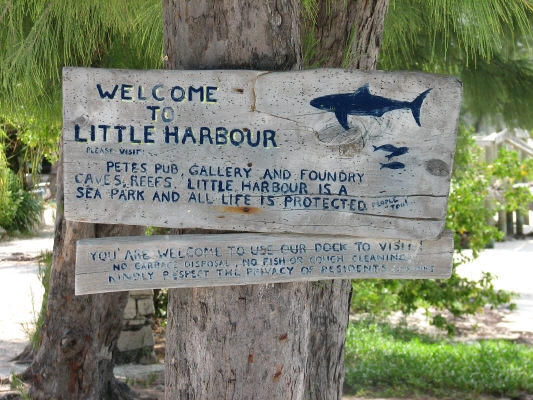 WELCOME
TO
LITTLE HARBOUR
PLEASE VISIT:
PETES PUB, GALLERY AND FOUNDRY
CAVES, REEFS, LITTLE HARBOUR IS A
SEA PARK AND ALL LIFE IS PROTECTED
PEOPLE
TOO!
YOU ARE WELCOME TO USE OUR DOCK TO VISIT!
NO GARBAGE DISPOSAL, NO FISH OR CONCH CLEANING
KINDLY RESPECT THE PRIVACY OF RESIDENTS